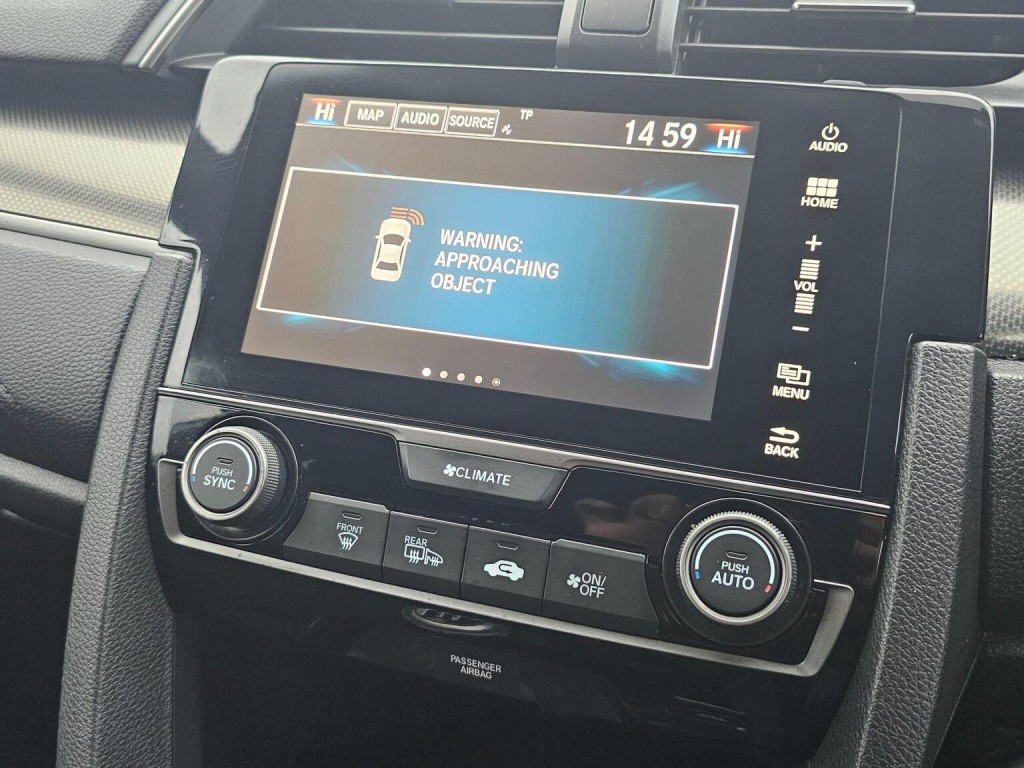 Hi MAP AUDIO SOURCE TP 14 59 Hi
WARNING:
APPROACHING
OBJECT
AUDIO
HOME
+
VOL
−
MENU
BACK
PUSH
SYNC
CLIMATE
FRONT
REAR
ON/
OFF
PUSH
AUTO
PASSENGER
AIRBAG